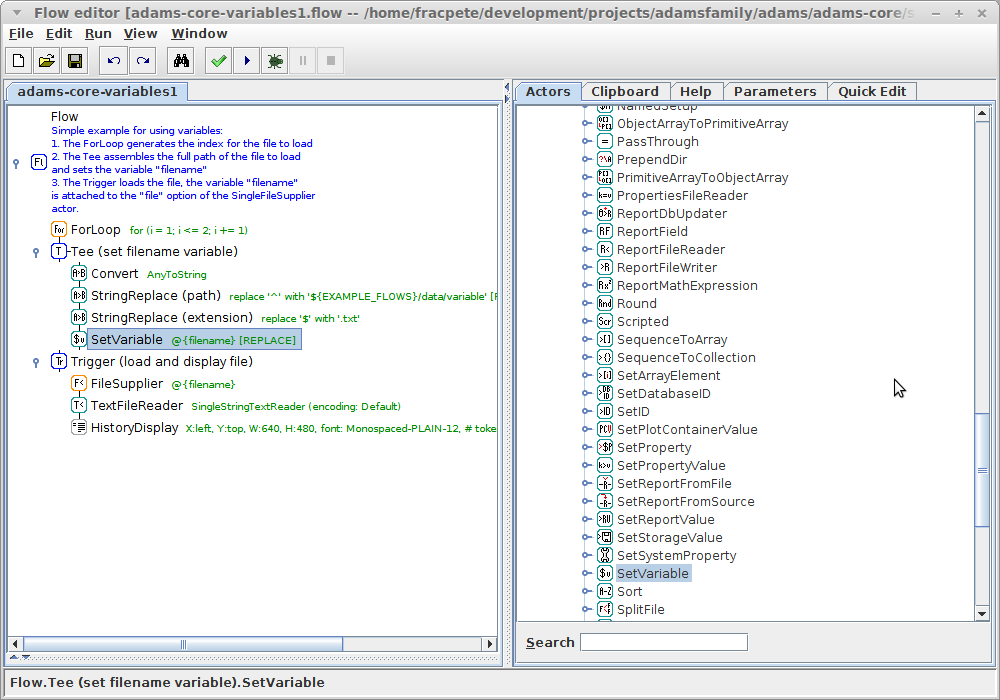 Flow editor [adams-core-variables1.flow -- /home/fracpete/development/projects/adamsfamily/adams/adams-core/s
File Edit Run View Window
adams-core-variables1
Flow
Simple example for using variables:
1. The ForLoop generates the index for the file to load
2. The Tee assembles the full path of the file to load
and sets the variable "filename"
3. The Trigger loads the file, the variable "filename"
is attached to the "file" option of the SingleFileSupplier
actor.
ForLoop for (i = 1; i <= 2; i += 1)
Tee (set filename variable)
Convert AnyToString
StringReplace (path) replace '^' with '${EXAMPLE_FLOWS}/data/variable' [F
StringReplace (extension) replace '$' with '.txt'
SetVariable @{filename} [REPLACE]
Trigger (load and display file)
FileSupplier @{filename}
TextFileReader SingleStringTextReader (encoding: Default)
HistoryDisplay X:left, Y:top, W:640, H:480, font: Monospaced-PLAIN-12, # toke
Actors Clipboard Help Parameters Quick Edit
NamedSetup
ObjectArrayToPrimitiveArray
PassThrough
PrependDir
PrimitiveArrayToObjectArray
PropertiesFileReader
ReportDbUpdater
ReportField
ReportFileReader
ReportFileWriter
ReportMathExpression
Round
Scripted
SequenceToArray
SequenceToCollection
SetArrayElement
SetDatabaseID
SetID
SetPlotContainerValue
SetProperty
SetPropertyValue
SetReportFromFile
SetReportFromSource
SetReportValue
SetStorageValue
SetSystemProperty
SetVariable
Sort
SplitFile
Search
Flow.Tee (set filename variable).SetVariable